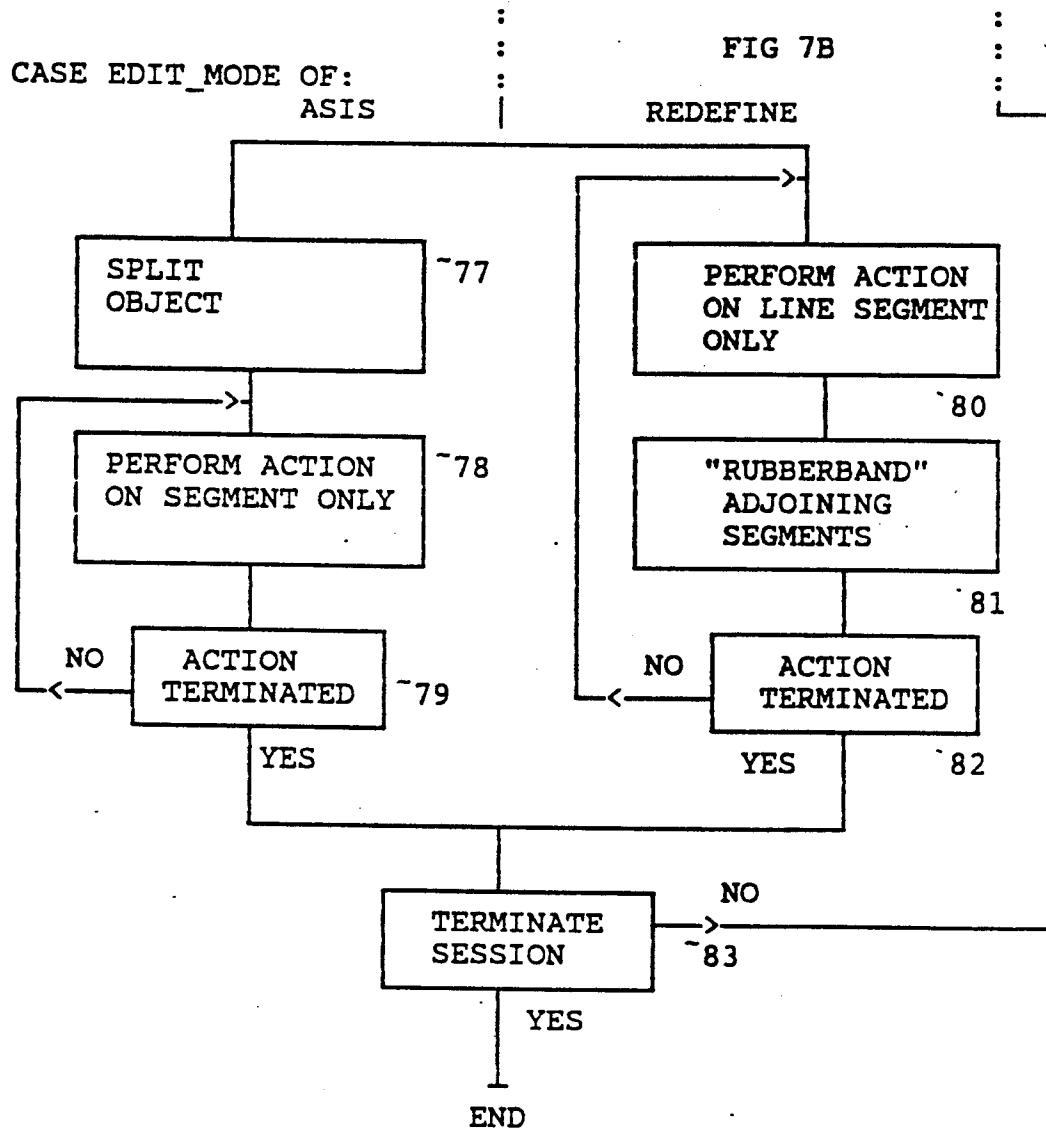 FIG 7B
CASE EDIT_MODE OF:
ASIS
REDEFINE
SPLIT
OBJECT
~77
PERFORM ACTION
ON SEGMENT ONLY
~78
ACTION
TERMINATED
~79
NO
YES
PERFORM ACTION
ON LINE SEGMENT
ONLY
~80
"RUBBERBAND"
ADJOINING
SEGMENTS
~81
ACTION
TERMINATED
~82
NO
YES
TERMINATE
SESSION
~83
NO
YES
END